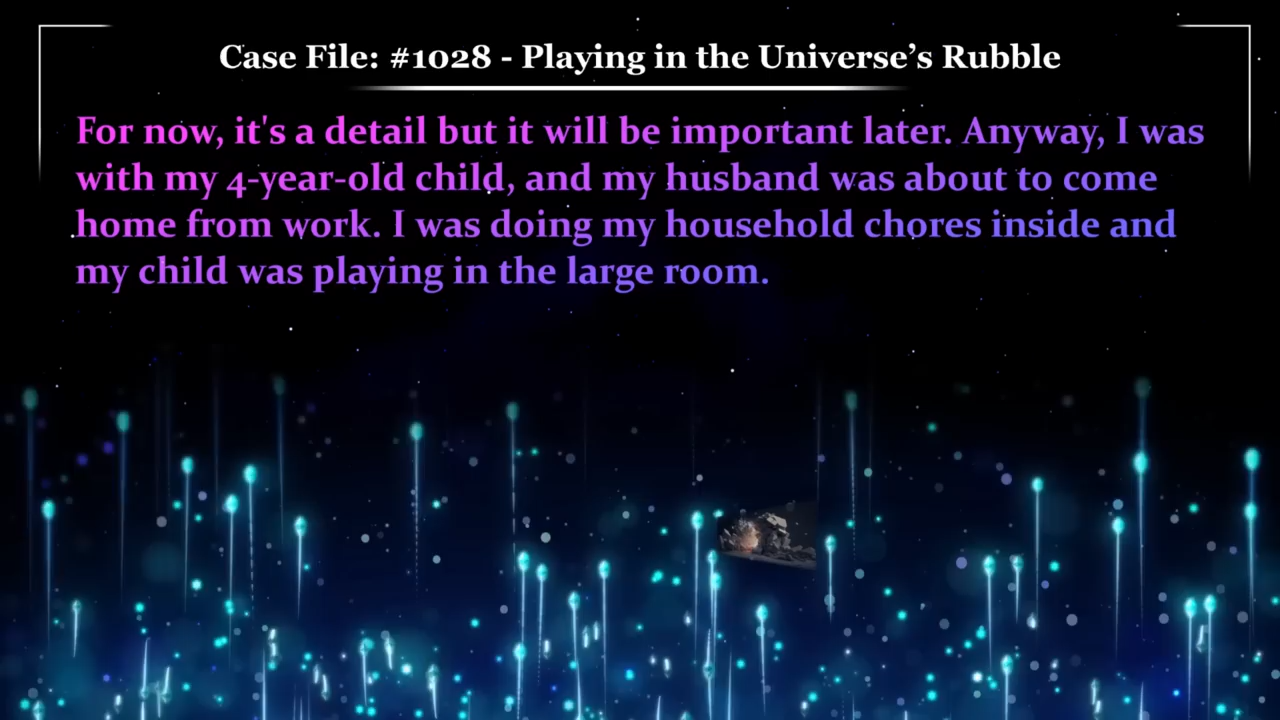 Case File: #1028 - Playing in the Universe’s Rubble
For now, it's a detail but it will be important later. Anyway, I was
with my 4-year-old child, and my husband was about to come
home from work. I was doing my household chores inside and
my child was playing in the large room.